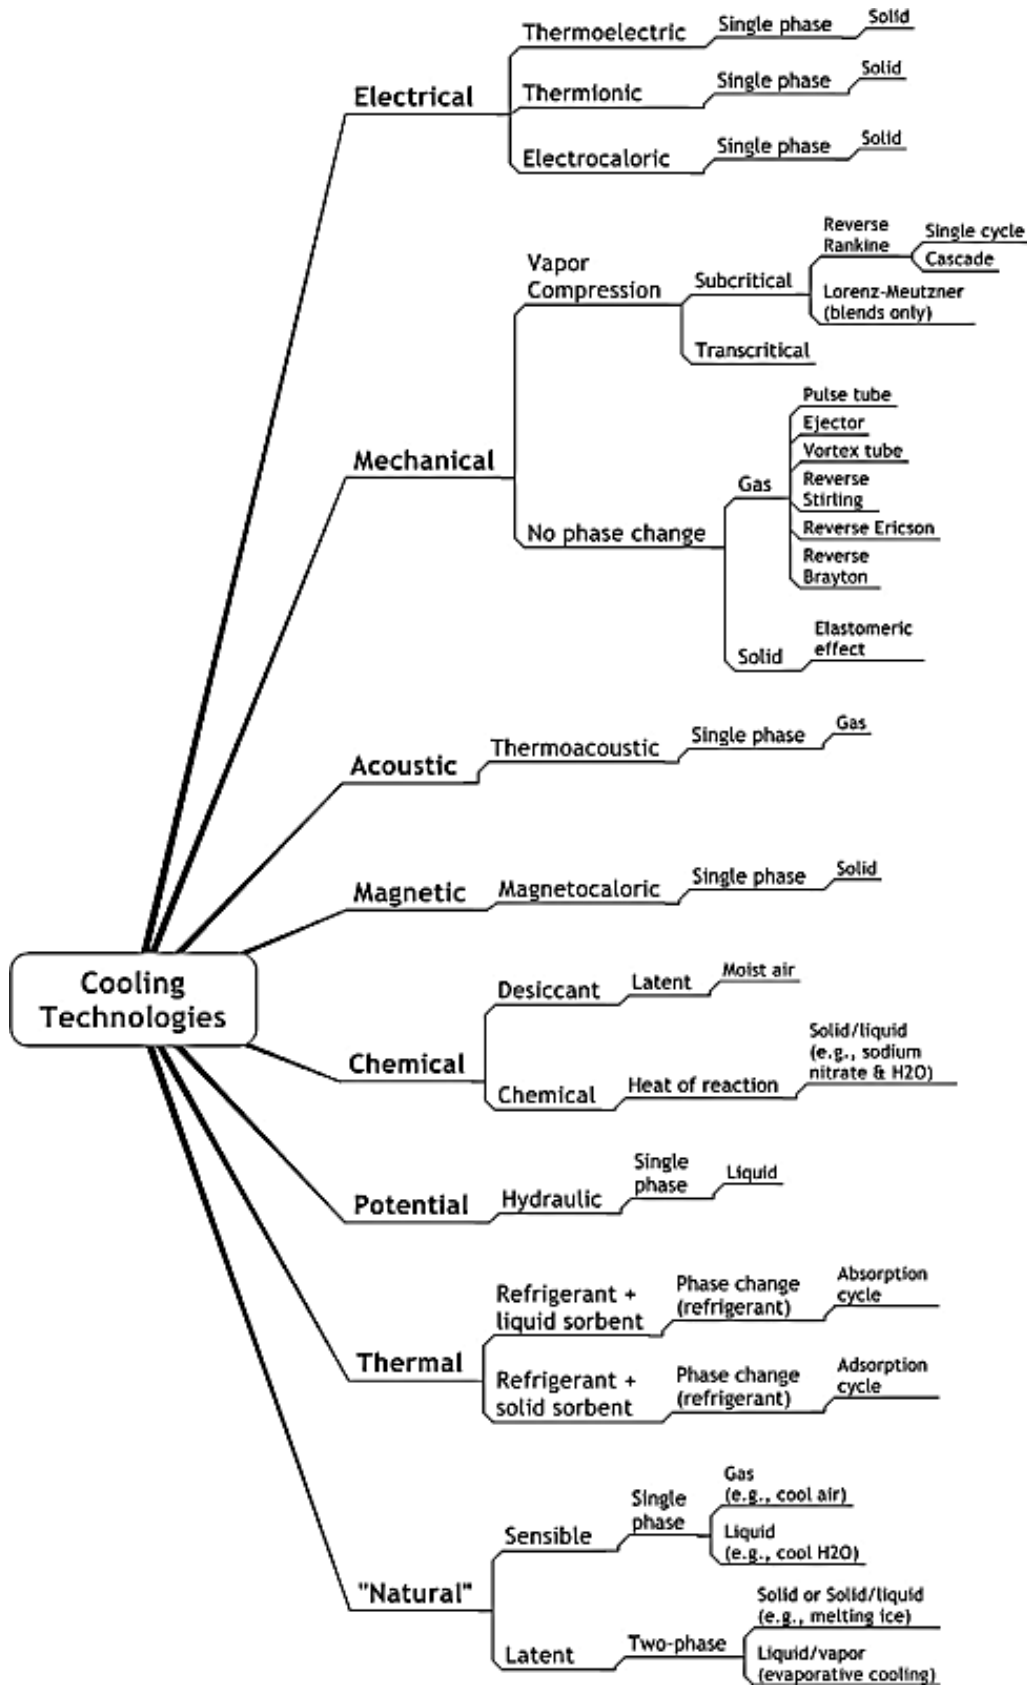 Cooling
Technologies
Electrical
Thermoelectric
Single phase
Solid
Thermionic
Single phase
Solid
Electrocaloric
Single phase
Solid
Mechanical
Vapor
Compression
Subcritical
Reverse
Rankine
Single cycle
Cascade
Lorenz-Meutzner
(blends only)
Transcritical
No phase change
Gas
Pulse tube
Ejector
Vortex tube
Reverse
Stirling
Reverse Ericson
Reverse
Brayton
Solid
Elastomeric
effect
Acoustic
Thermoacoustic
Single phase
Gas
Magnetic
Magnetocaloric
Single phase
Solid
Chemical
Desiccant
Latent
Moist air
Chemical
Heat of reaction
Solid/liquid
(e.g., sodium
nitrate & H2O)
Potential
Hydraulic
Single
phase
Liquid
Thermal
Refrigerant +
liquid sorbent
Phase change
(refrigerant)
Absorption
cycle
Refrigerant +
solid sorbent
Phase change
(refrigerant)
Adsorption
cycle
"Natural"
Sensible
Single
phase
Gas
(e.g., cool air)
Liquid
(e.g., cool H2O)
Latent
Two-phase
Solid or Solid/liquid
(e.g., melting ice)
Liquid/vapor
(evaporative cooling)